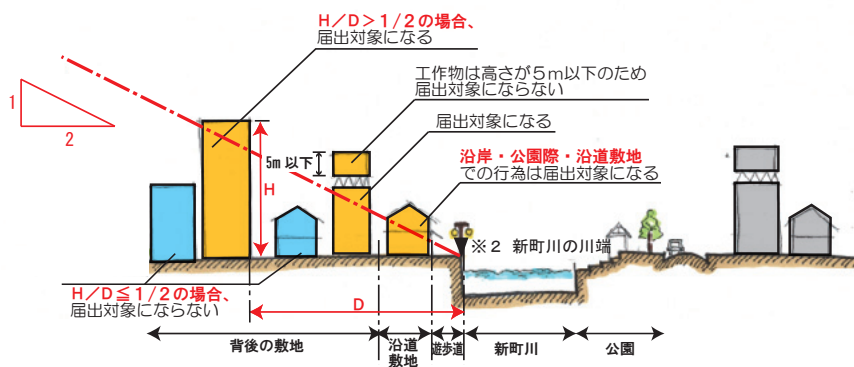 H/D>1/2の場合、
届出対象になる
工作物は高さが5m以下のため
届出対象にならない
届出対象になる
1
2
5m 以下
H
沿岸・公園際・沿道敷地
での行為は届出対象になる
※2 新町川の川端
H/D≦1/2の場合、
届出対象にならない
D
背後の敷地
沿道
敷地
遊歩道
新町川
公園